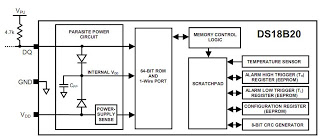 VPU
PARASITE POWER
CIRCUIT
MEMORY CONTROL
LOGIC
DS18B20
4.7k
DQ
64-BIT ROM
AND
1-Wire PORT
TEMPERATURE SENSOR
INTERNAL VDD
SCRATCHPAD
ALARM HIGH TRIGGER (TH)
REGISTER (EEPROM)
GND
CPP
ALARM LOW TRIGGER (TL)
REGISTER (EEPROM)
CONFIGURATION REGISTER
(EEPROM)
VDD
POWER-
SUPPLY
SENSE
8-BIT CRC GENERATOR